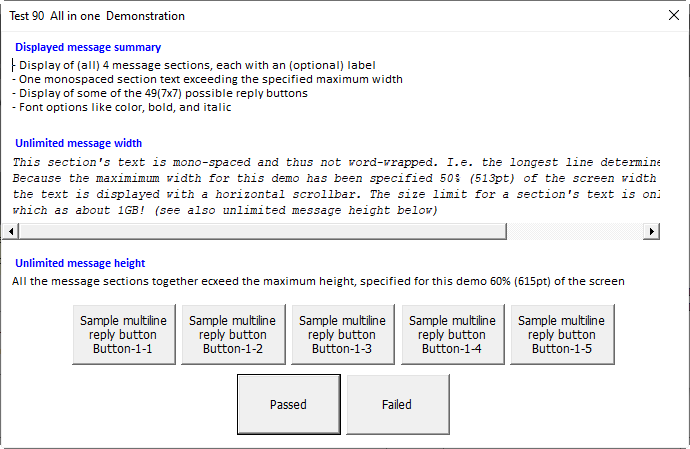 Test 90 All in one Demonstration
Displayed message summary
- Display of (all) 4 message sections, each with an (optional) label
- One monospaced section text exceeding the specified maximum width
- Display of some of the 49(7x7) possible reply buttons
- Font options like color, bold, and italic
Unlimited message width
This section's text is mono-spaced and thus not word-wrapped. I.e. the longest line determine
Because the maximimum width for this demo has been specified 50% (513pt) of the screen width
the text is displayed with a horizontal scrollbar. The size limit for a section's text is onl
which as about 1GB! (see also unlimited message height below)
Unlimited message height
All the message sections together ecxeed the maximum height, specified for this demo 60% (615pt) of the screen
Sample multiline reply button Button-1-1
Sample multiline reply button Button-1-2
Sample multiline reply button Button-1-3
Sample multiline reply button Button-1-4
Sample multiline reply button Button-1-5
Passed
Failed